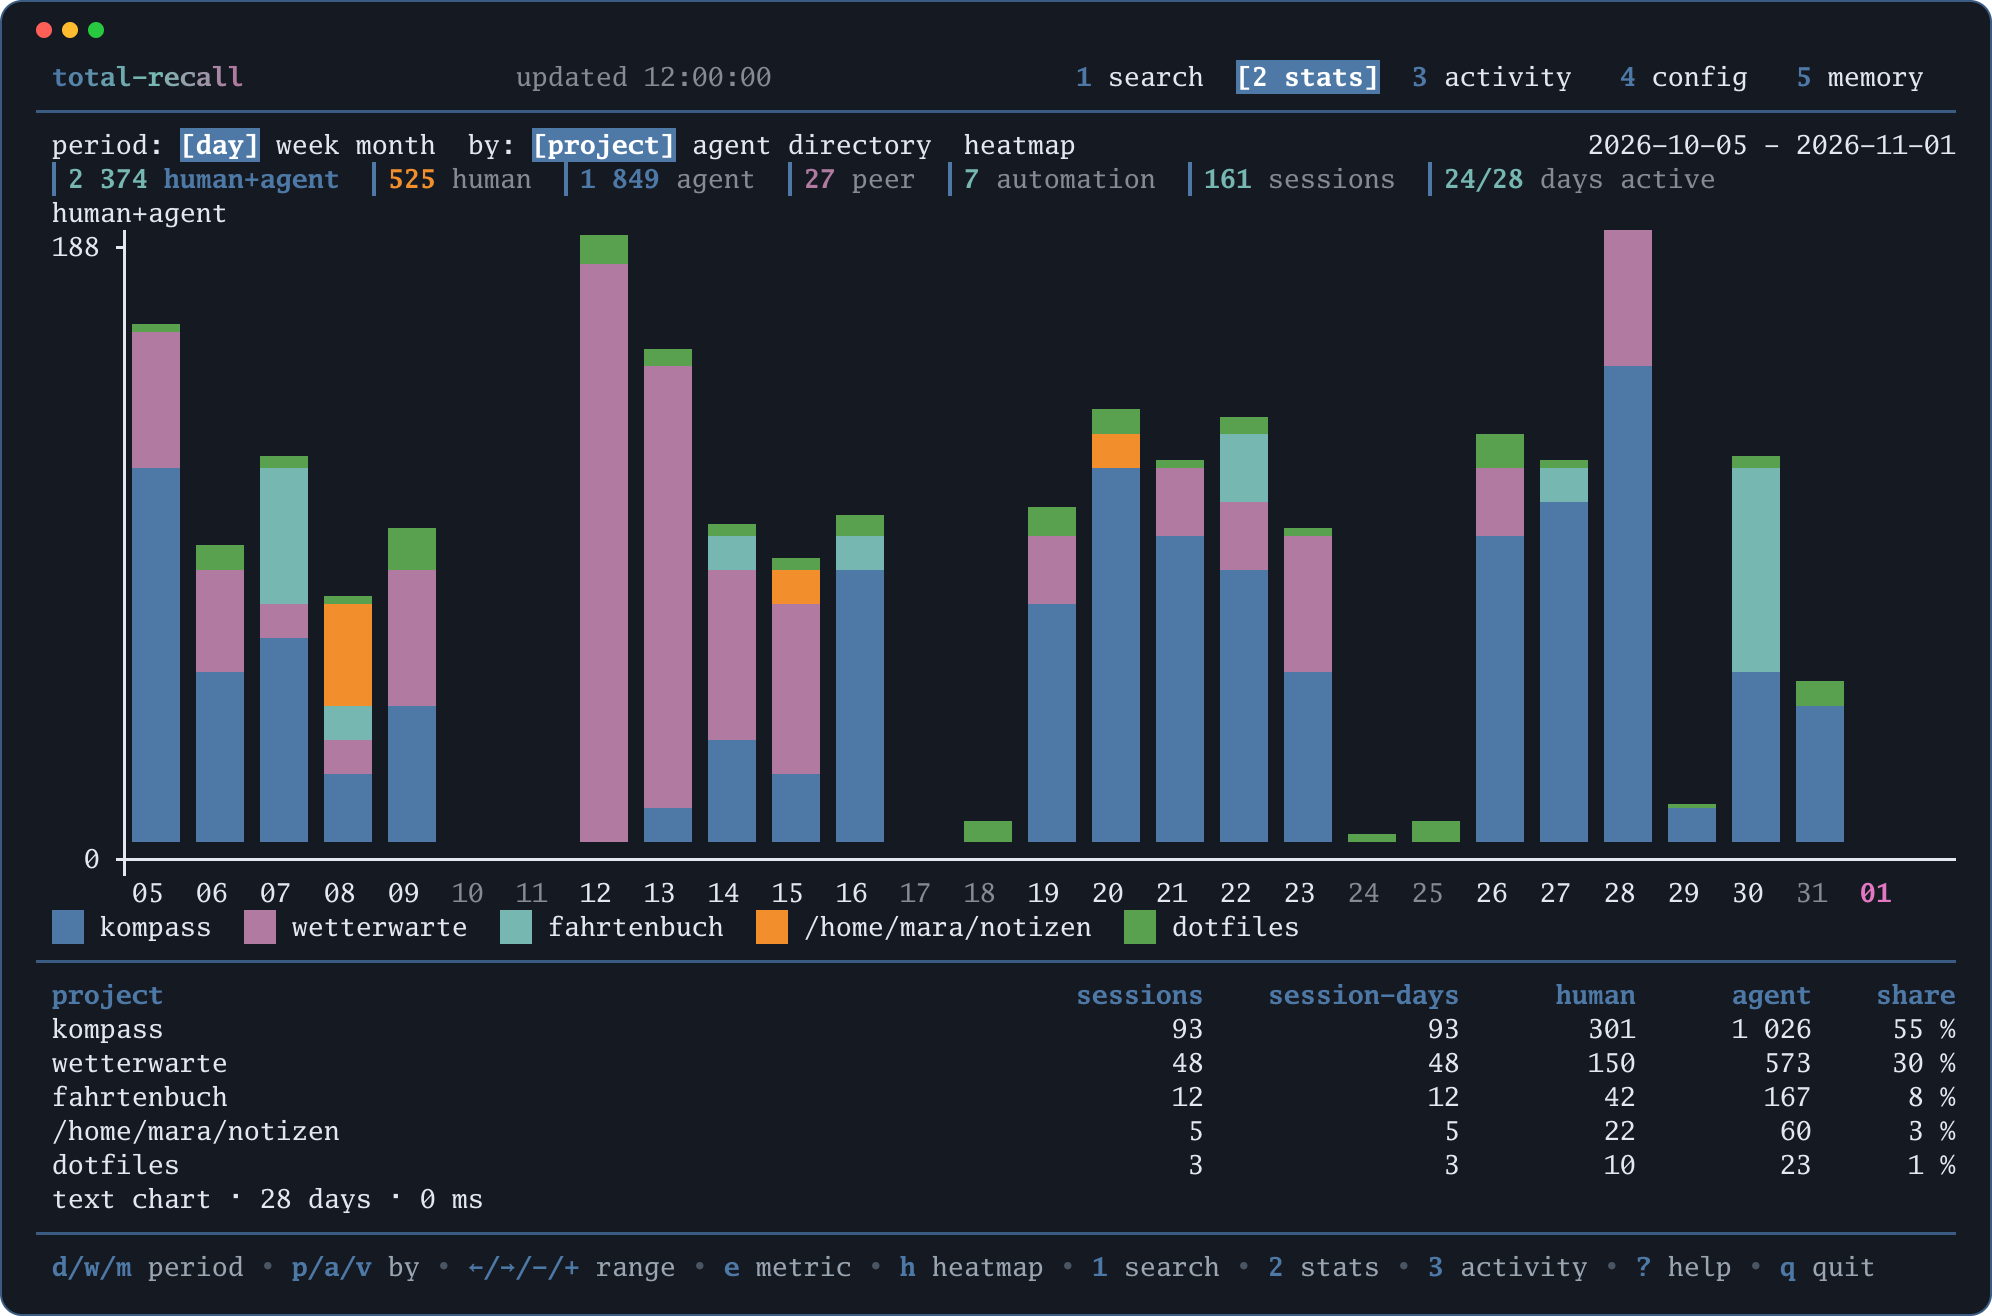 total-recall updated 12:00:00 1 search [2 stats] 3 activity 4 config 5 memory
period: [day] week month by: [project] agent directory heatmap 2026-10-05 – 2026-11-01
2 374 human+agent 525 human 1 849 agent 27 peer 7 automation 161 sessions 24/28 days active
human+agent
188
0
05 06 07 08 09 10 11 12 13 14 15 16 17 18 19 20 21 22 23 24 25 26 27 28 29 30 31 01
kompass wetterwarte fahrtenbuch /home/mara/notizen dotfiles
project sessions session-days human agent share
kompass 93 93 301 1 026 55 %
wetterwarte 48 48 150 573 30 %
fahrtenbuch 12 12 42 167 8 %
/home/mara/notizen 5 5 22 60 3 %
dotfiles 3 3 10 23 1 %
text chart · 28 days · 0 ms
d/w/m period • p/a/v by • ←/→/-/+ range • e metric • h heatmap • 1 search • 2 stats • 3 activity • ? help • q quit